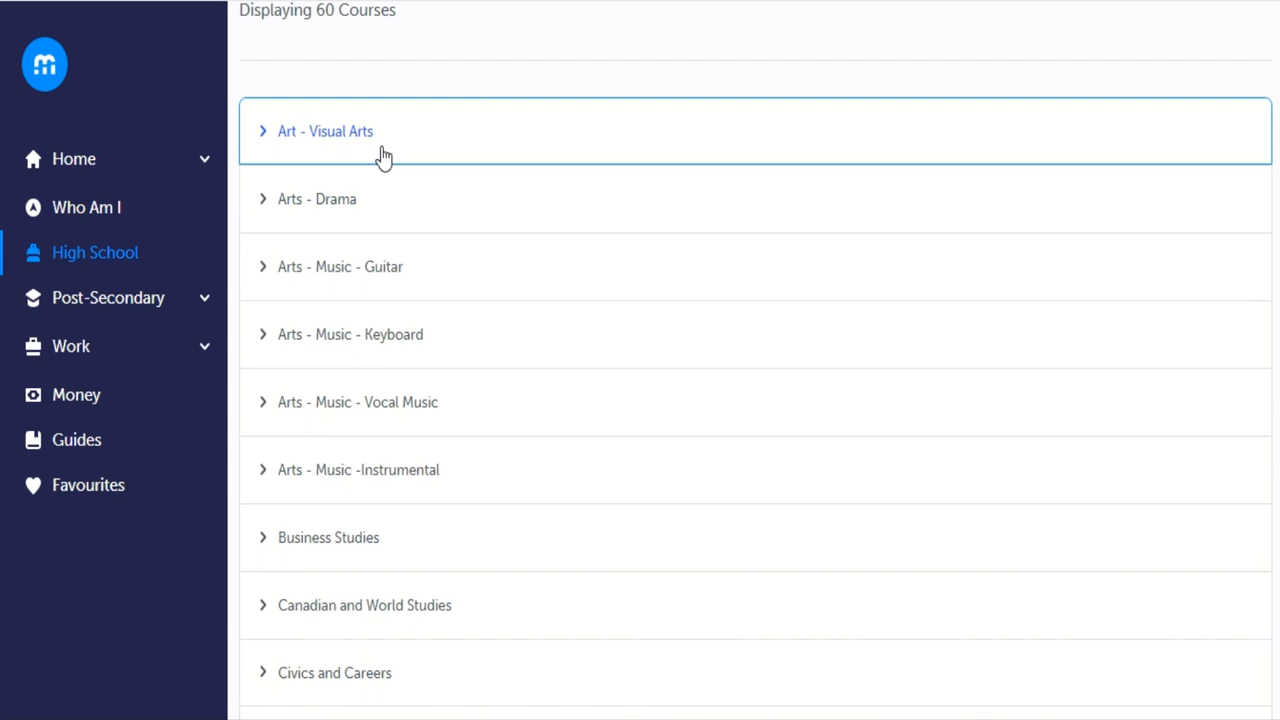 Displaying 60 Courses
Home
Who Am I
High School
Post-Secondary
Work
Money
Guides
Favourites
Art - Visual Arts
Arts - Drama
Arts - Music - Guitar
Arts - Music - Keyboard
Arts - Music - Vocal Music
Arts - Music -Instrumental
Business Studies
Canadian and World Studies
Civics and Careers